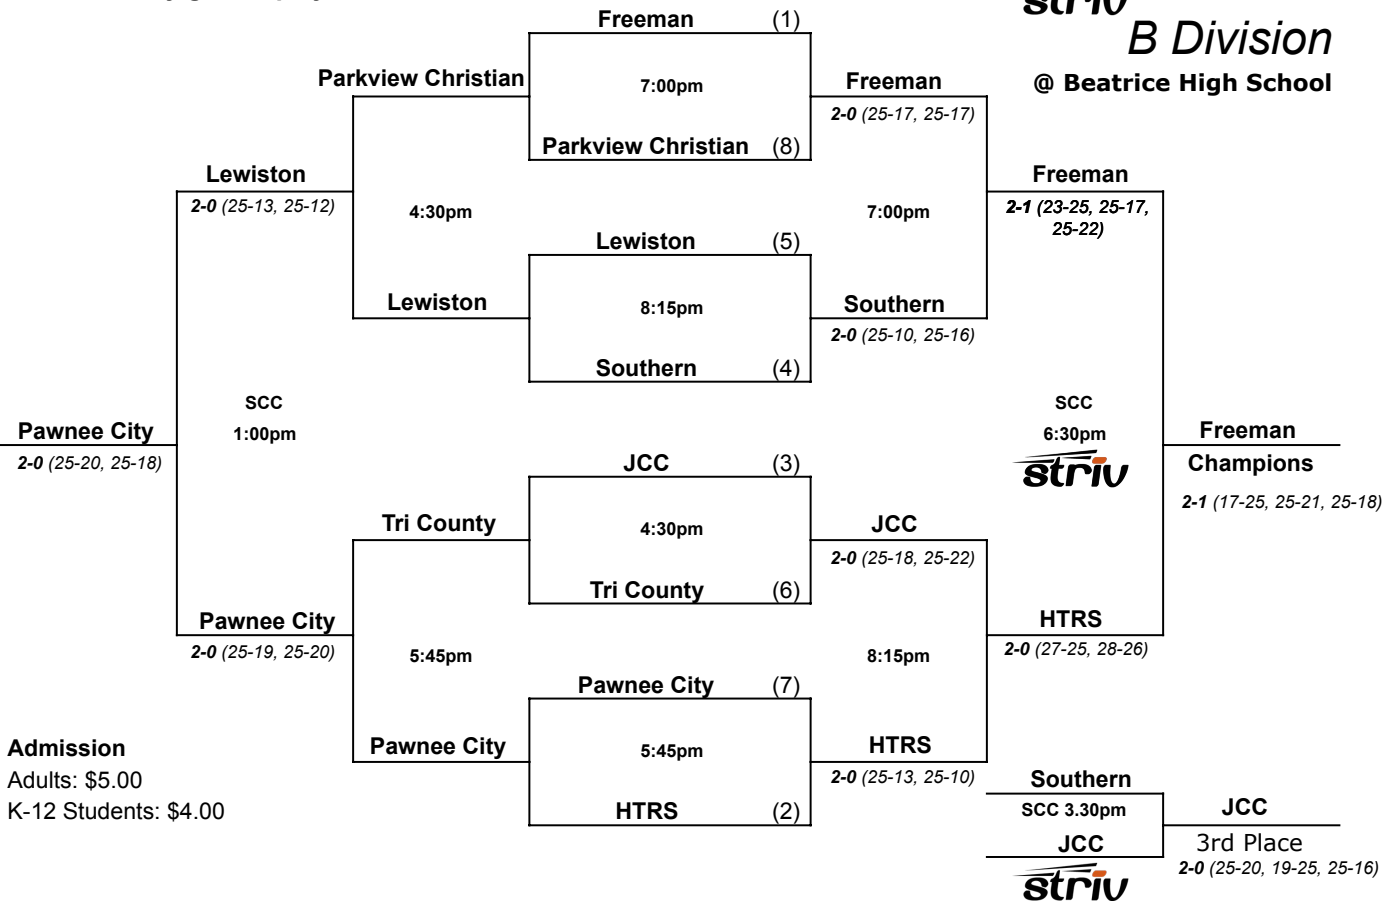 striv
B Division
@ Beatrice High School
Freeman (1)
Parkview Christian
7:00pm
Freeman
2-0 (25-17, 25-17)
Parkview Christian (8)
Lewiston
2-0 (25-13, 25-12)
4:30pm
7:00pm
Freeman
2-1 (23-25, 25-17,
25-22)
Lewiston (5)
Lewiston
8:15pm
Southern
2-0 (25-10, 25-16)
Southern (4)
SCC
1:00pm
SCC
6:30pm
striv
Pawnee City
2-0 (25-20, 25-18)
Freeman
Champions
2-1 (17-25, 25-21, 25-18)
JCC (3)
Tri County
4:30pm
JCC
2-0 (25-18, 25-22)
Tri County (6)
Pawnee City
2-0 (25-19, 25-20)
5:45pm
8:15pm
HTRS
2-0 (27-25, 28-26)
Pawnee City (7)
Pawnee City
5:45pm
HTRS
2-0 (25-13, 25-10)
HTRS (2)
Admission
Adults: $5.00
K-12 Students: $4.00
Southern
SCC 3.30pm
JCC
striv
JCC
3rd Place
2-0 (25-20, 19-25, 25-16)